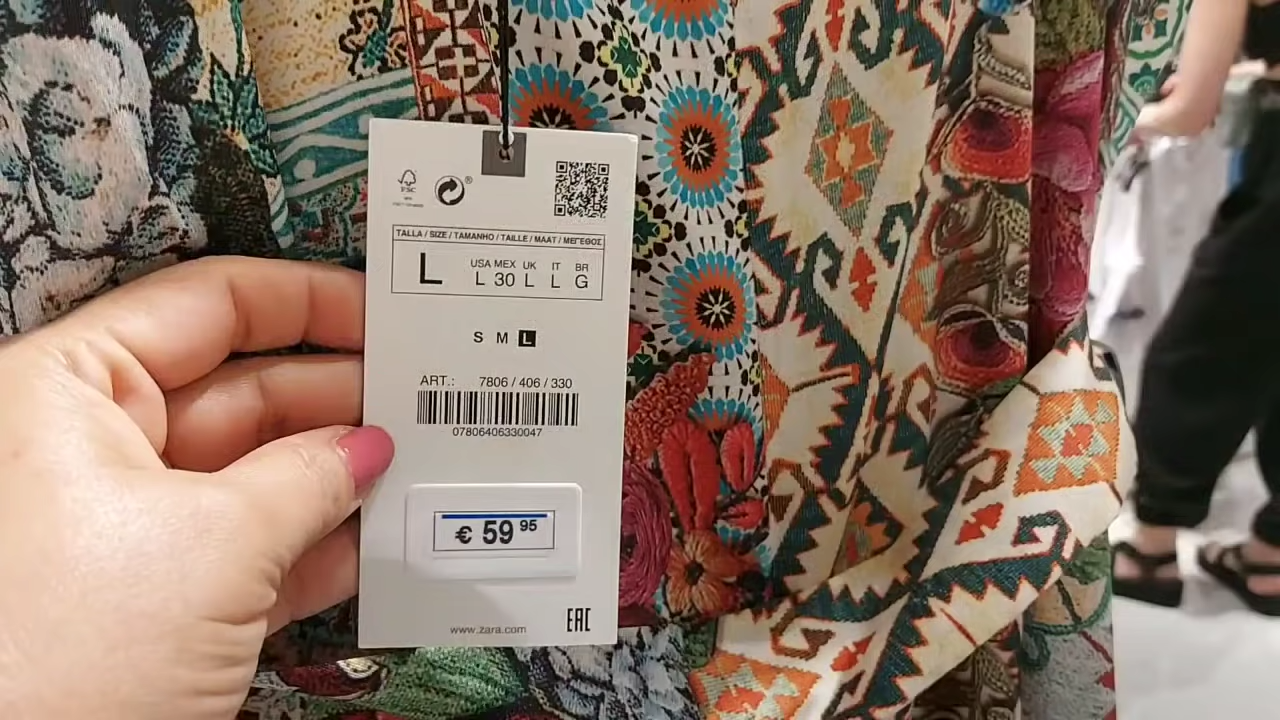 FSC
®
TALLA / SIZE / TAMANHO / TAILLE / MAAT / ΜΕΓΕΘΟΣ
L
USA MEX UK IT BR
L 30 L L G
S M L
ART.: 7806 / 406 / 330
07806406330047
€ 59 95
www.zara.com
EAC